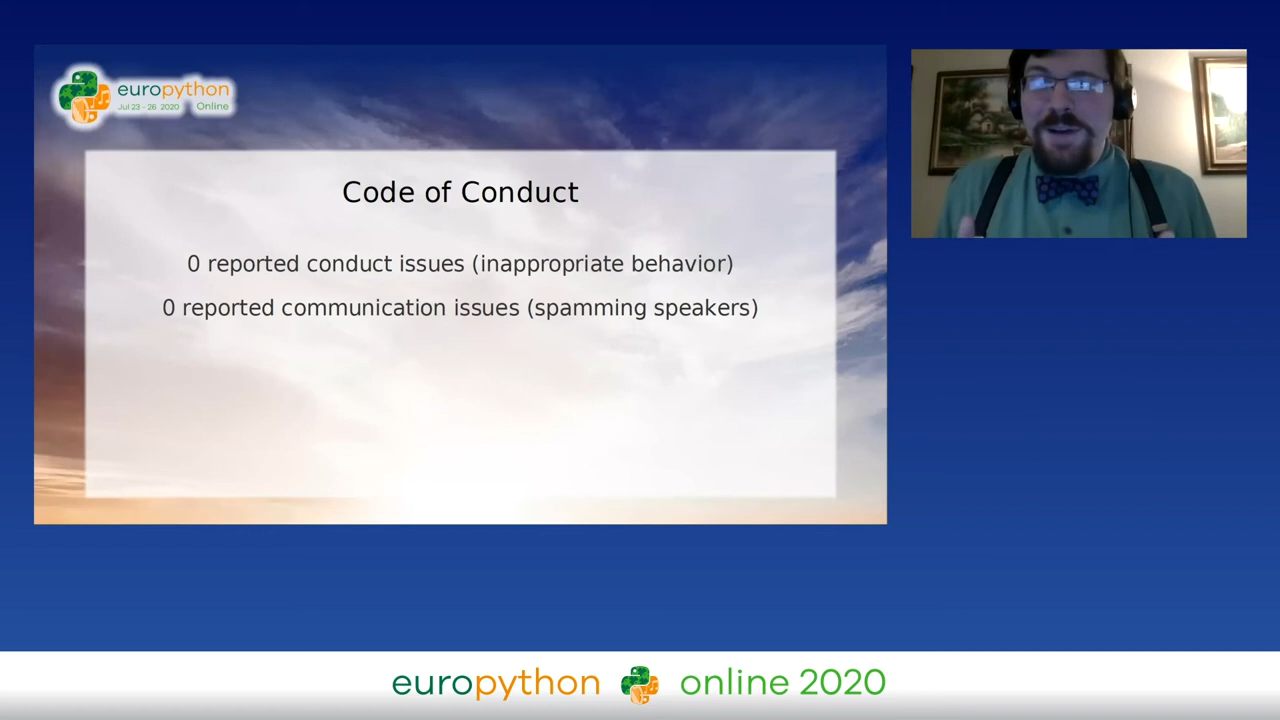 europython
Jul 23 - 26 2020 Online
Code of Conduct
0 reported conduct issues (inappropriate behavior)
0 reported communication issues (spamming speakers)
europython online 2020